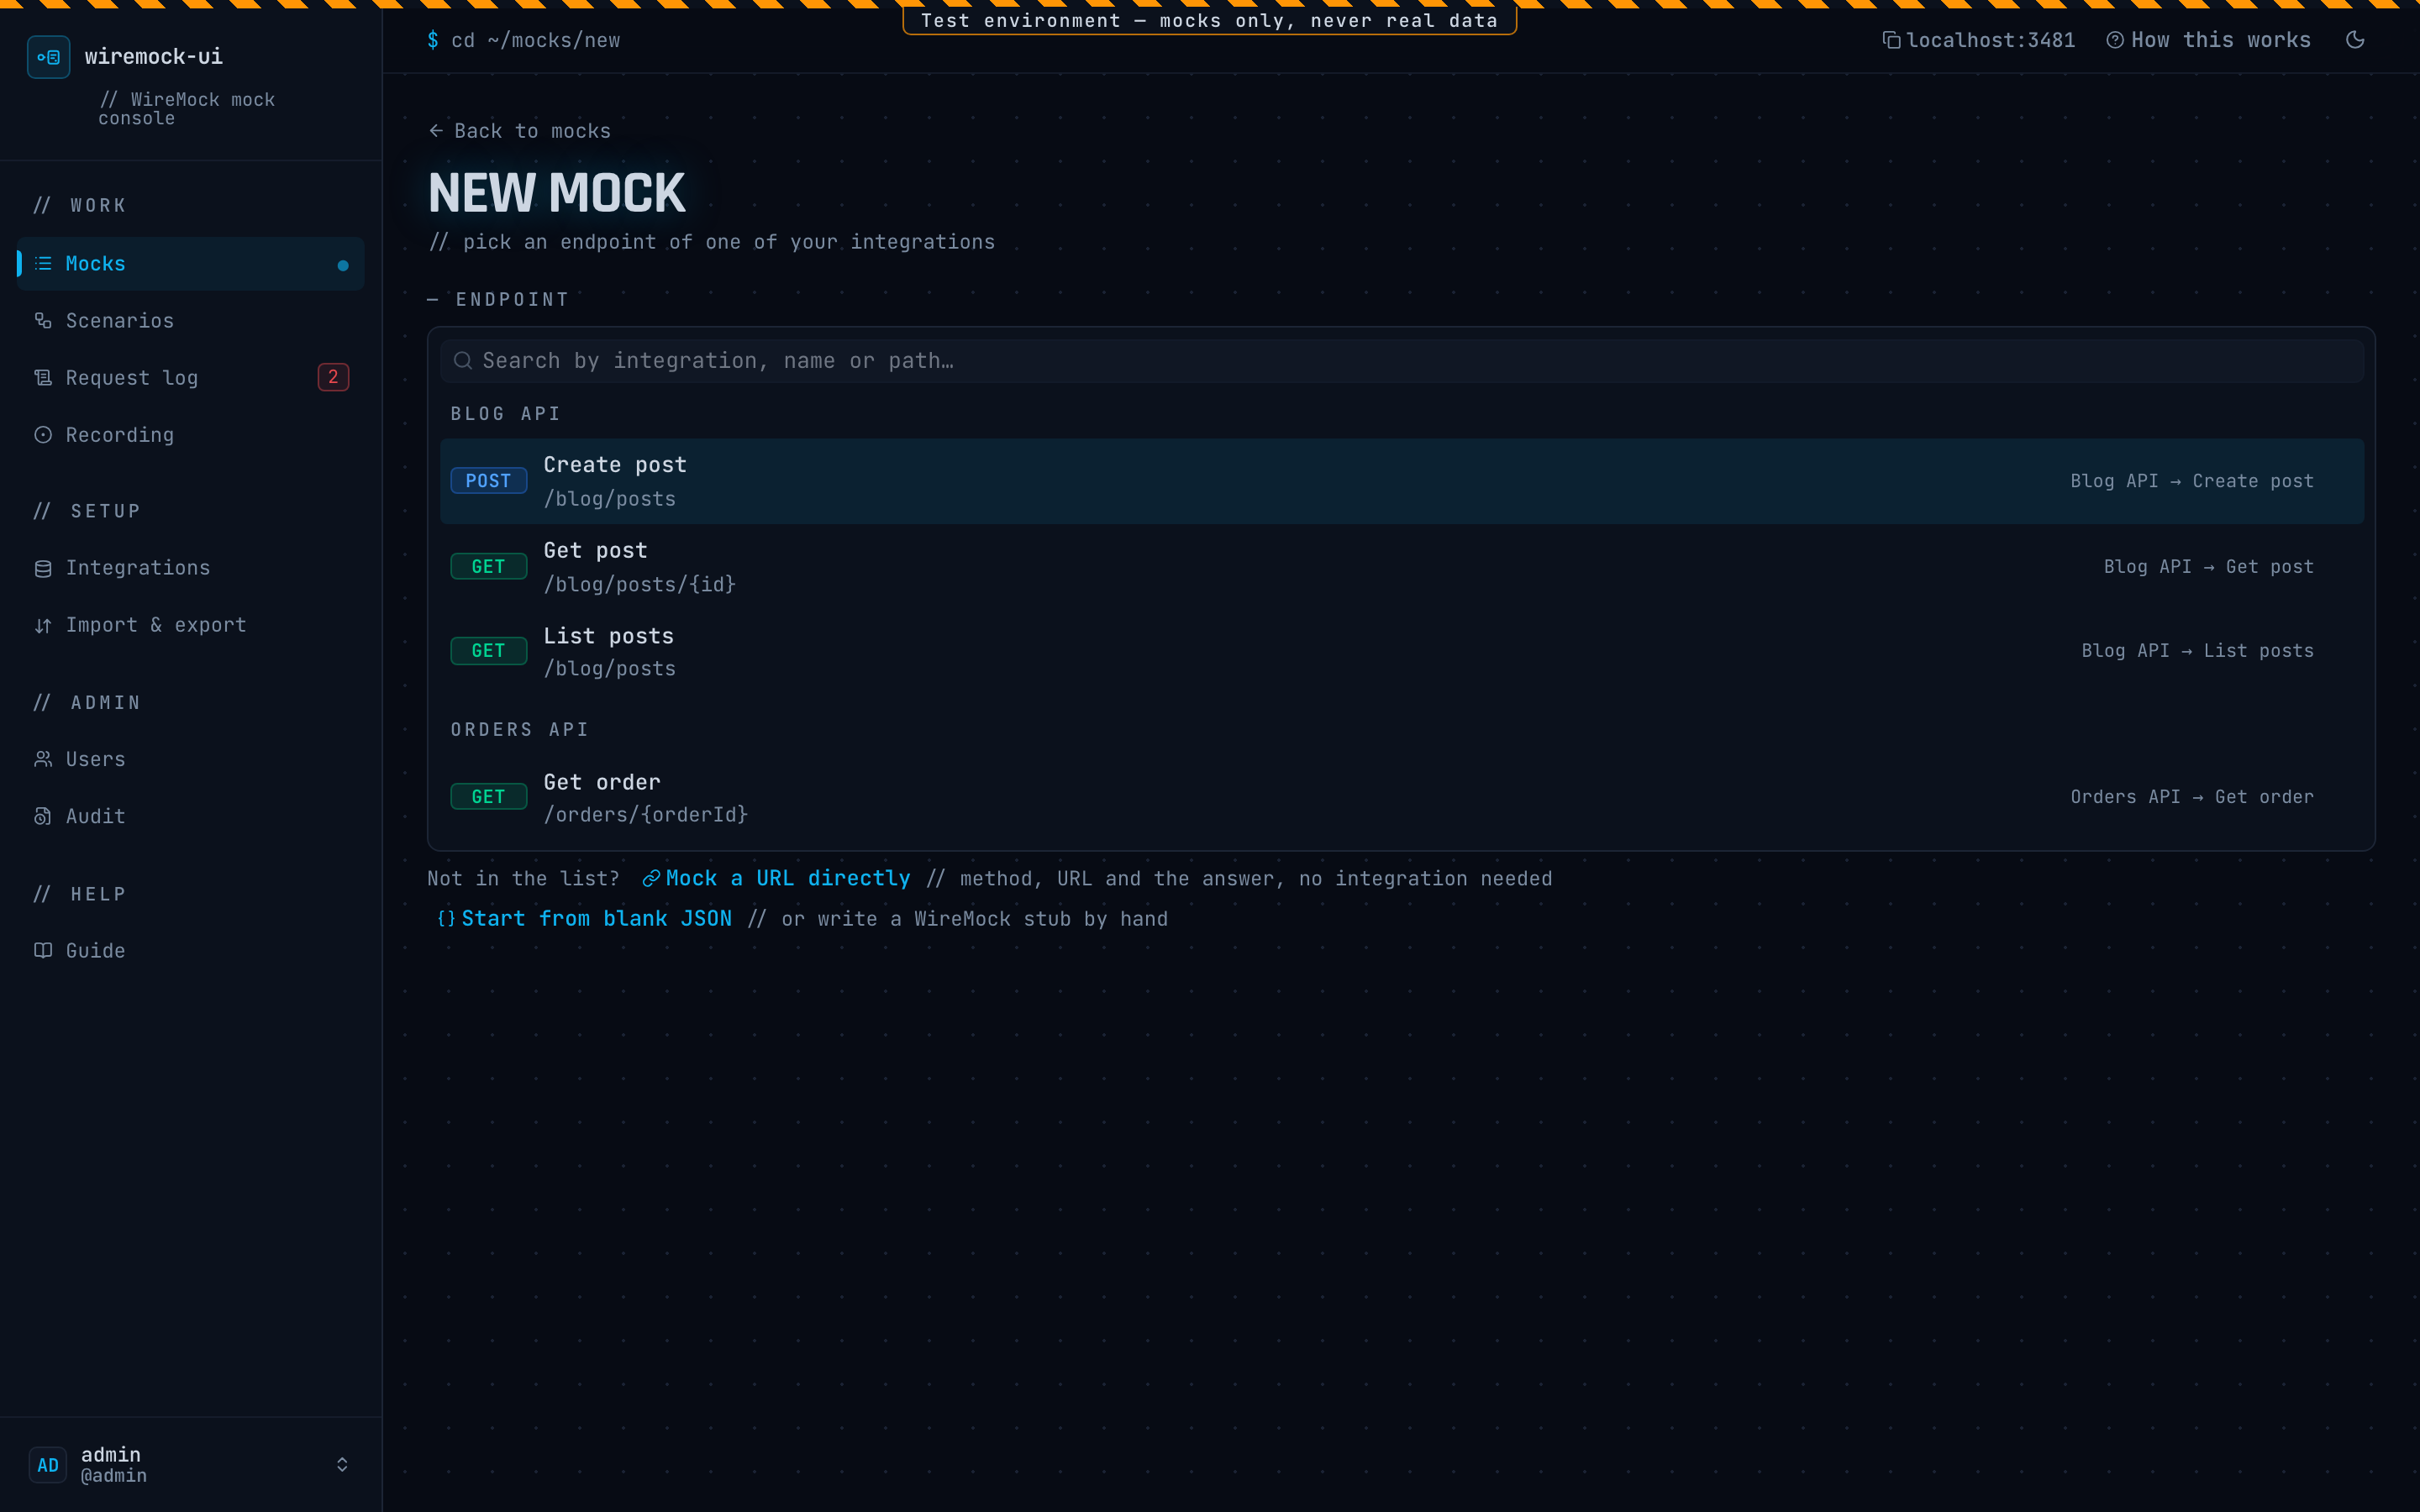 Test environment — mocks only, never real data
wiremock-ui
// WireMock mock
console
// WORK
Mocks
Scenarios
Request log 2
Recording
// SETUP
Integrations
Import & export
// ADMIN
Users
Audit
// HELP
Guide
AD
admin
@admin
$ cd ~/mocks/new
localhost:3481 How this works
← Back to mocks
NEW MOCK
// pick an endpoint of one of your integrations
— ENDPOINT
Search by integration, name or path…
BLOG API
POST Create post
/blog/posts
Blog API → Create post
GET Get post
/blog/posts/{id}
Blog API → Get post
GET List posts
/blog/posts
Blog API → List posts
ORDERS API
GET Get order
/orders/{orderId}
Orders API → Get order
Not in the list? Mock a URL directly // method, URL and the answer, no integration needed
{} Start from blank JSON // or write a WireMock stub by hand